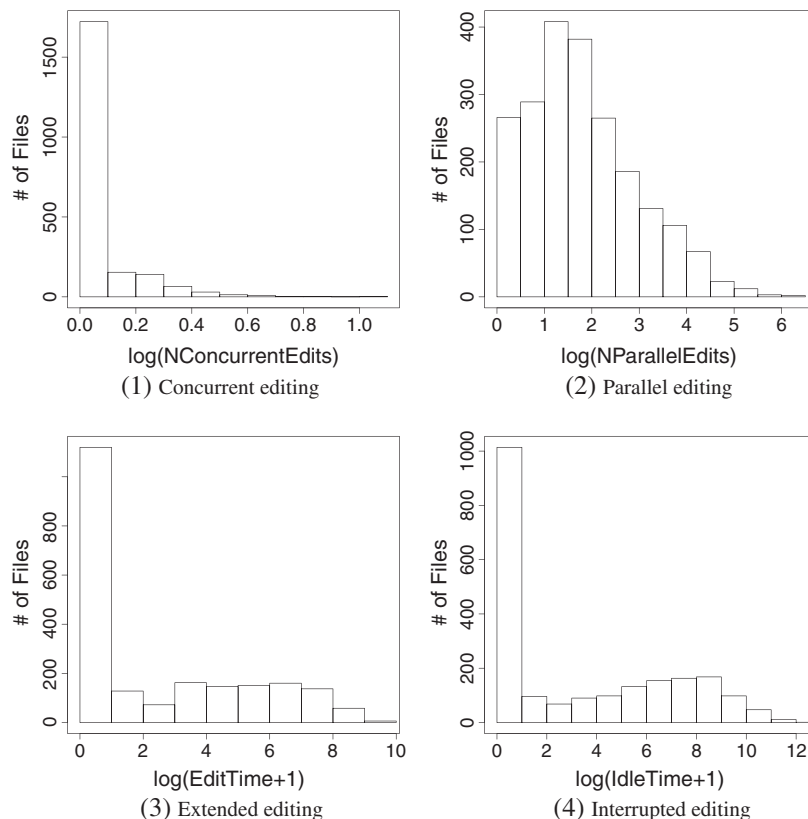 # of Files
0
500
1000
1500
0.0 0.2 0.4 0.6 0.8 1.0
log(NConcurrentEdits)
(1) Concurrent editing
# of Files
0
100
200
300
400
0 1 2 3 4 5 6
log(NParallelEdits)
(2) Parallel editing
# of Files
0
200
400
600
800
0 2 4 6 8 10
log(EditTime+1)
(3) Extended editing
# of Files
0
200
400
600
800
1000
0 2 4 6 8 10 12
log(IdleTime+1)
(4) Interrupted editing